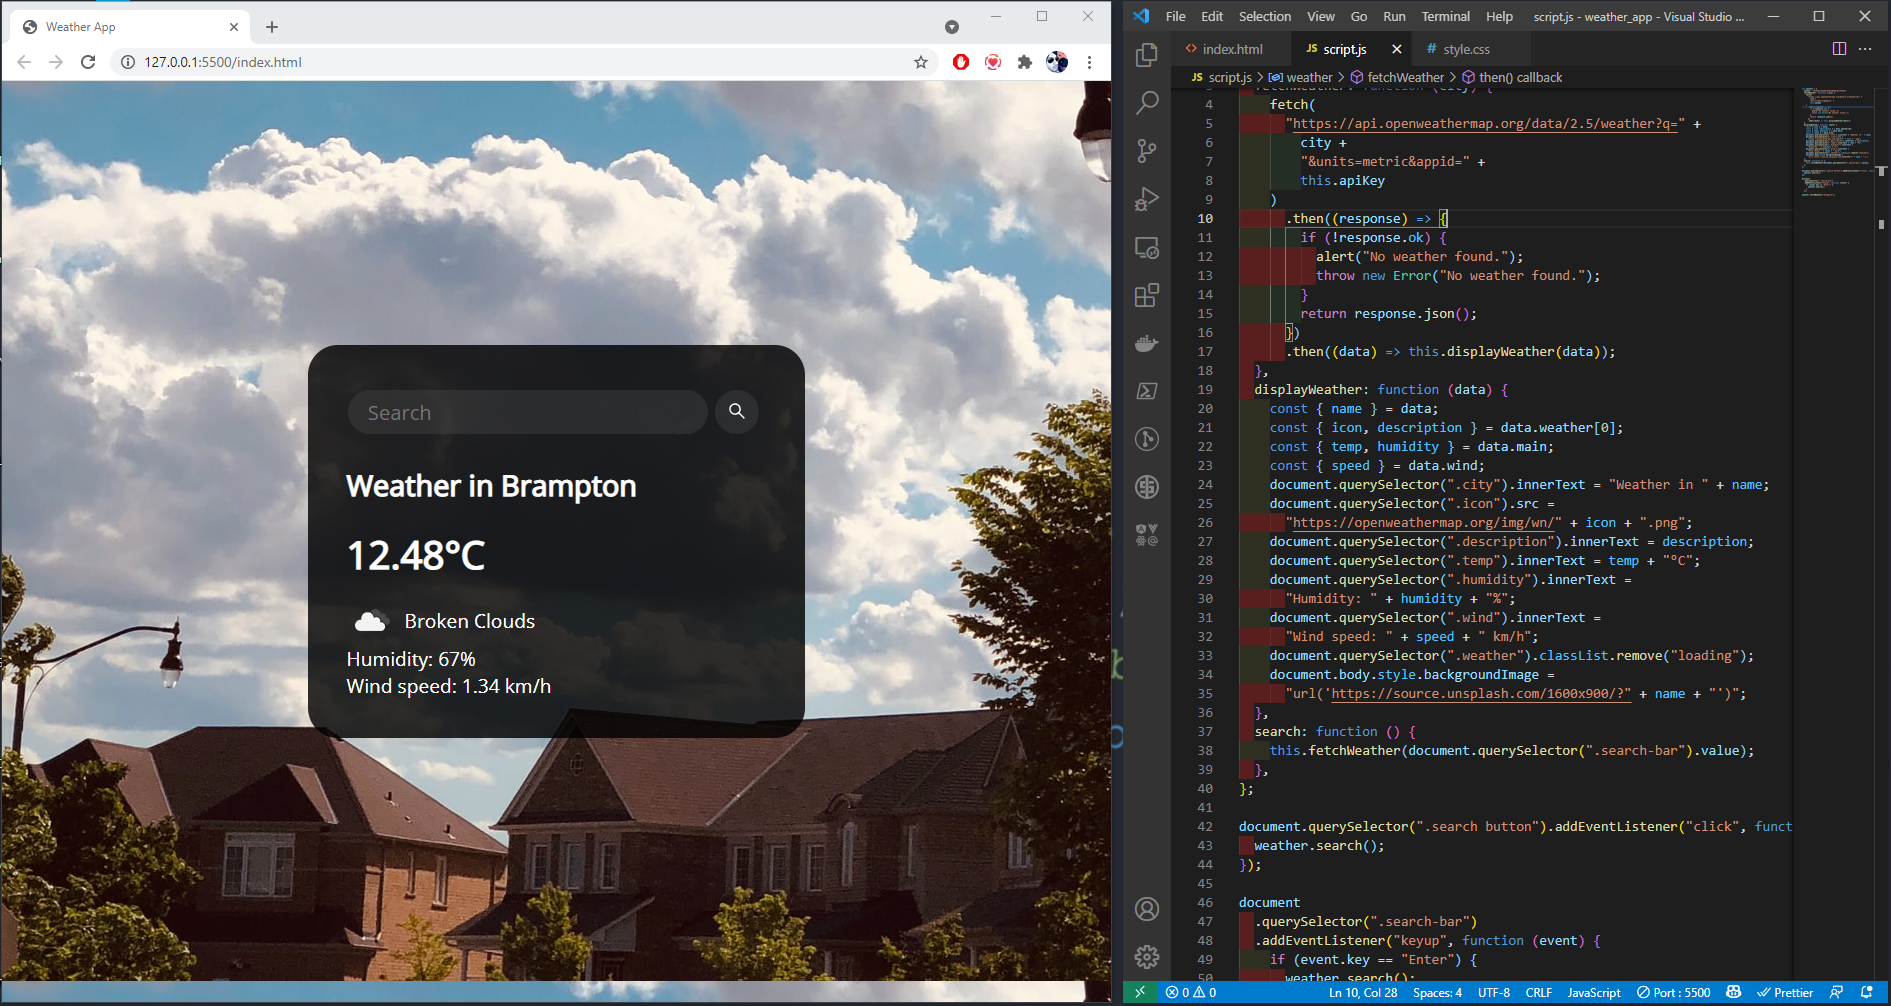 Weather App
127.0.0.1:5500/index.html
Search
Weather in Brampton
12.48°C
Broken Clouds
Humidity: 67%
Wind speed: 1.34 km/h
File Edit Selection View Go Run Terminal Help script.js - weather_app - Visual Studio ...
index.html JS script.js # style.css
JS script.js > weather > fetchWeather > then() callback
4 fetch(
5 "https://api.openweathermap.org/data/2.5/weather?q=" +
6 city +
7 "&units=metric&appid=" +
8 this.apiKey
9 )
10 .then((response) => {
11 if (!response.ok) {
12 alert("No weather found.");
13 throw new Error("No weather found.");
14 }
15 return response.json();
16 })
17 .then((data) => this.displayWeather(data));
18 },
19 displayWeather: function (data) {
20 const { name } = data;
21 const { icon, description } = data.weather[0];
22 const { temp, humidity } = data.main;
23 const { speed } = data.wind;
24 document.querySelector(".city").innerText = "Weather in " + name;
25 document.querySelector(".icon").src =
26 "https://openweathermap.org/img/wn/" + icon + ".png";
27 document.querySelector(".description").innerText = description;
28 document.querySelector(".temp").innerText = temp + "°C";
29 document.querySelector(".humidity").innerText =
30 "Humidity: " + humidity + "%";
31 document.querySelector(".wind").innerText =
32 "Wind speed: " + speed + " km/h";
33 document.querySelector(".weather").classList.remove("loading");
34 document.body.style.backgroundImage =
35 "url('https://source.unsplash.com/1600x900/?" + name + "')";
36 },
37 search: function () {
38 this.fetchWeather(document.querySelector(".search-bar").value);
39 },
40 };
41
42 document.querySelector(".search button").addEventListener("click", funct
43 weather.search();
44 });
45
46 document
47 .querySelector(".search-bar")
48 .addEventListener("keyup", function (event) {
49 if (event.key == "Enter") {
50 weather.search();
0 0 Ln 10, Col 28 Spaces: 4 UTF-8 CRLF JavaScript Port : 5500 Prettier